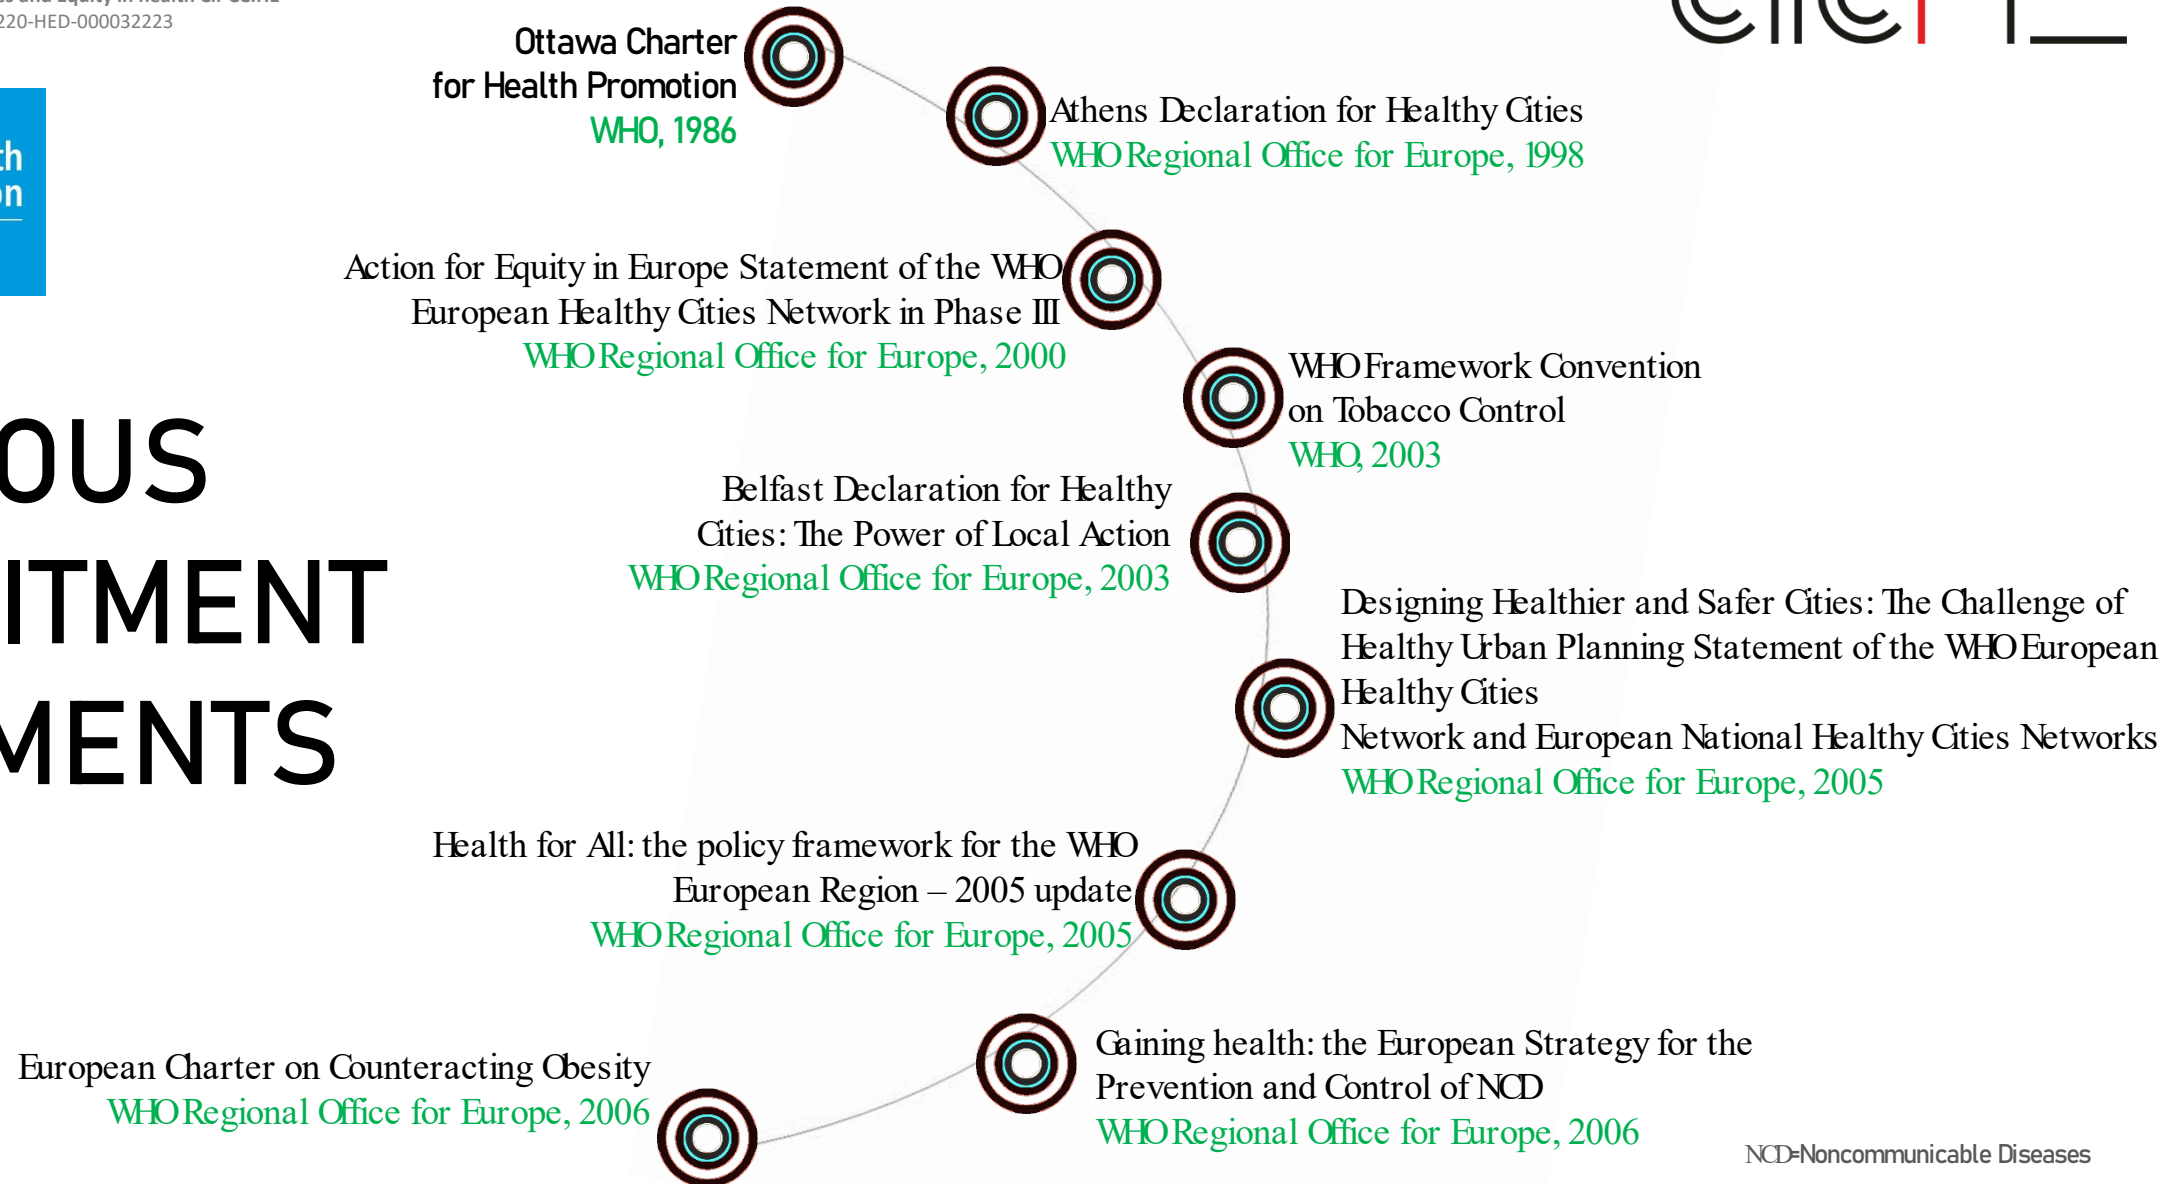 220-HED-000032223
Ottawa Charter
for Health Promotion
WHO, 1986
Athens Declaration for Healthy Cities
WHO Regional Office for Europe, 1998
Action for Equity in Europe Statement of the WHO
European Healthy Cities Network in Phase III
WHO Regional Office for Europe, 2000
WHO Framework Convention
on Tobacco Control
WHO, 2003
Belfast Declaration for Healthy
Cities: The Power of Local Action
WHO Regional Office for Europe, 2003
OUS
ITMENT
MENTS
Designing Healthier and Safer Cities: The Challenge of
Healthy Urban Planning Statement of the WHO European
Healthy Cities
Network and European National Healthy Cities Networks
WHO Regional Office for Europe, 2005
Health for All: the policy framework for the WHO
European Region – 2005 update
WHO Regional Office for Europe, 2005
Gaining health: the European Strategy for the
Prevention and Control of NCD
WHO Regional Office for Europe, 2006
European Charter on Counteracting Obesity
WHO Regional Office for Europe, 2006
NCD=Noncommunicable Diseases